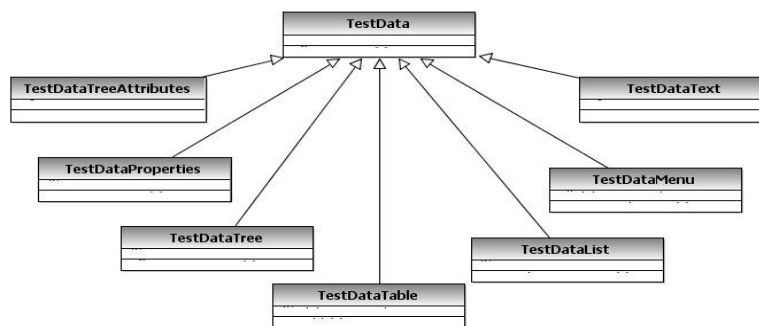 TestData
TestDataTreeAttributes
TestDataText
TestDataProperties
TestDataMenu
TestDataTree
TestDataList
TestDataTable